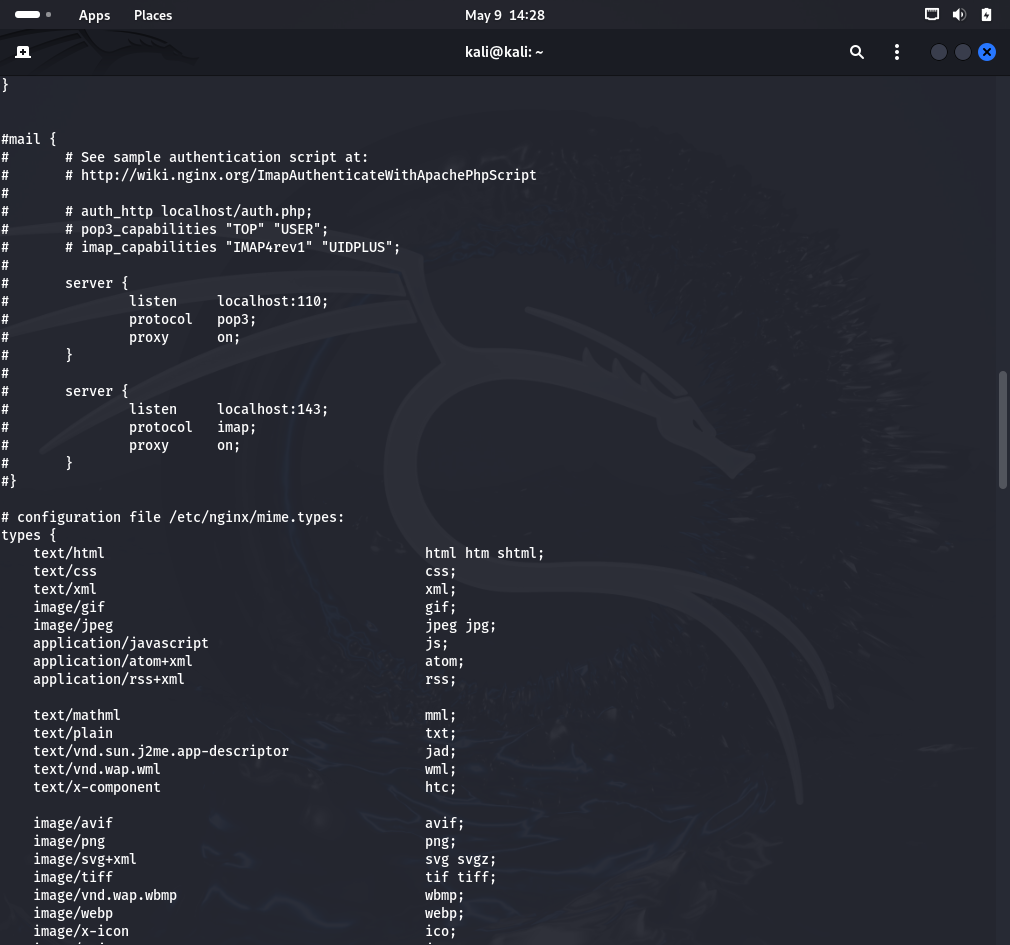 Apps Places May 9 14:28
kali@kali: ~
}
#mail {
#       # See sample authentication script at:
#       # http://wiki.nginx.org/ImapAuthenticateWithApachePhpScript
#
#       # auth_http localhost/auth.php;
#       # pop3_capabilities "TOP" "USER";
#       # imap_capabilities "IMAP4rev1" "UIDPLUS";
#
#       server {
#               listen     localhost:110;
#               protocol   pop3;
#               proxy      on;
#       }
#
#       server {
#               listen     localhost:143;
#               protocol   imap;
#               proxy      on;
#       }
#}
# configuration file /etc/nginx/mime.types:
types {
    text/html                                        html htm shtml;
    text/css                                         css;
    text/xml                                         xml;
    image/gif                                        gif;
    image/jpeg                                       jpeg jpg;
    application/javascript                           js;
    application/atom+xml                             atom;
    application/rss+xml                              rss;
    text/mathml                                      mml;
    text/plain                                       txt;
    text/vnd.sun.j2me.app-descriptor                 jad;
    text/vnd.wap.wml                                 wml;
    text/x-component                                 htc;
    image/avif                                       avif;
    image/png                                        png;
    image/svg+xml                                    svg svgz;
    image/tiff                                       tif tiff;
    image/vnd.wap.wbmp                               wbmp;
    image/webp                                       webp;
    image/x-icon                                     ico;